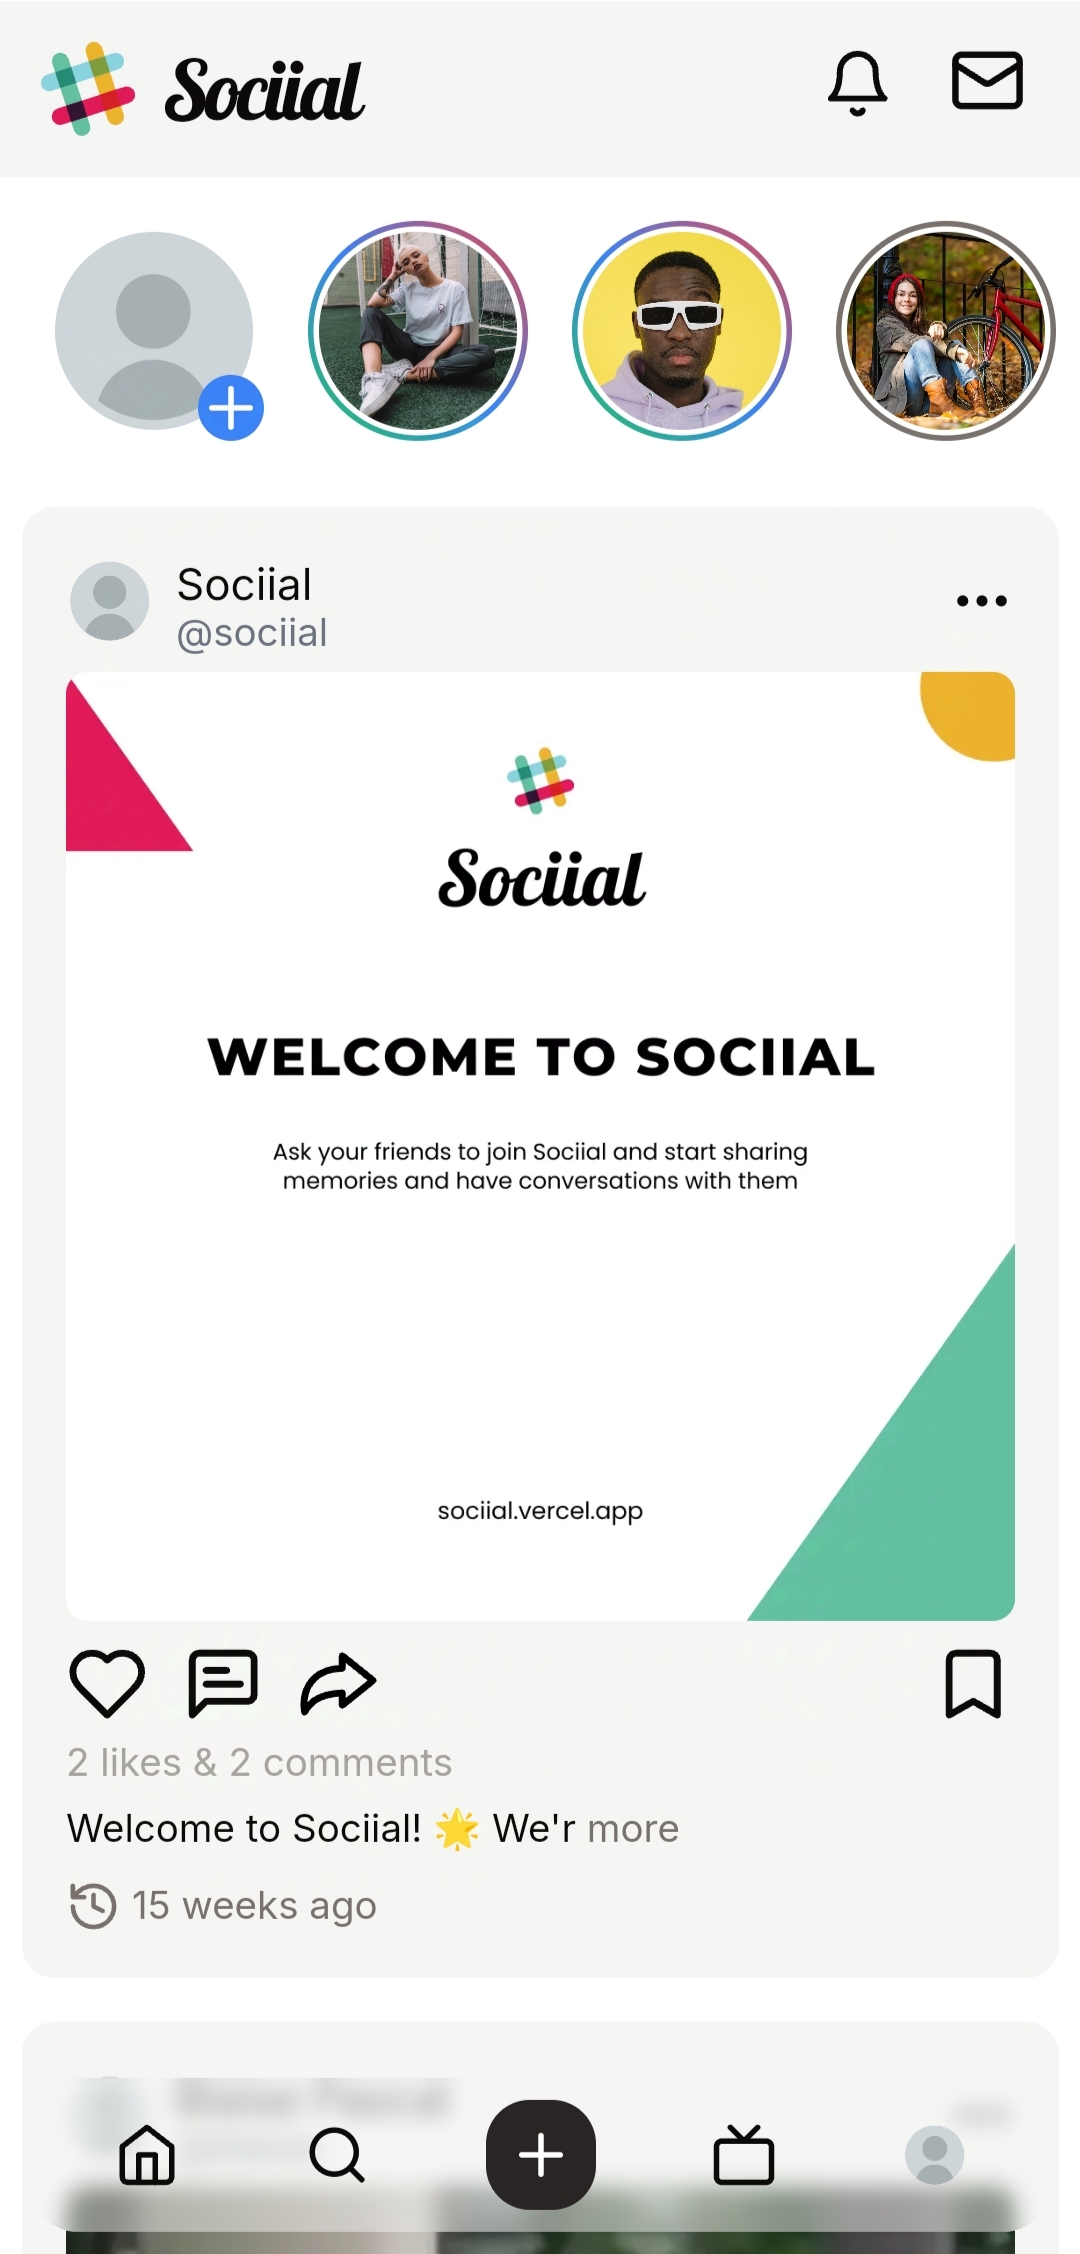 Sociial
Sociial
@sociial
Sociial
WELCOME TO SOCIIAL
Ask your friends to join Sociial and start sharing
memories and have conversations with them
sociial.vercel.app
2 likes & 2 comments
Welcome to Sociial! 🌟 We'r more
15 weeks ago